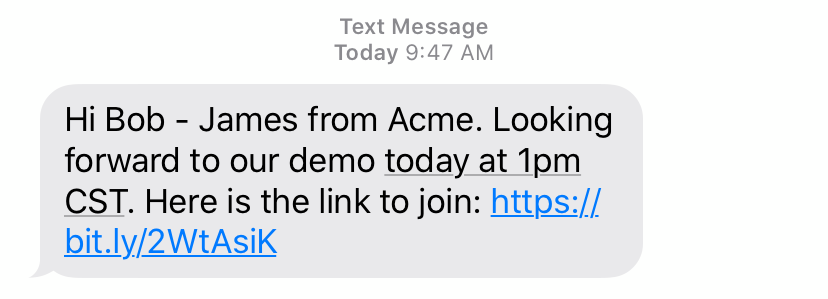 Text Message
Today 9:47 AM
Hi Bob - James from Acme. Looking
forward to our demo today at 1pm
CST. Here is the link to join: https://
bit.ly/2WtAsiK